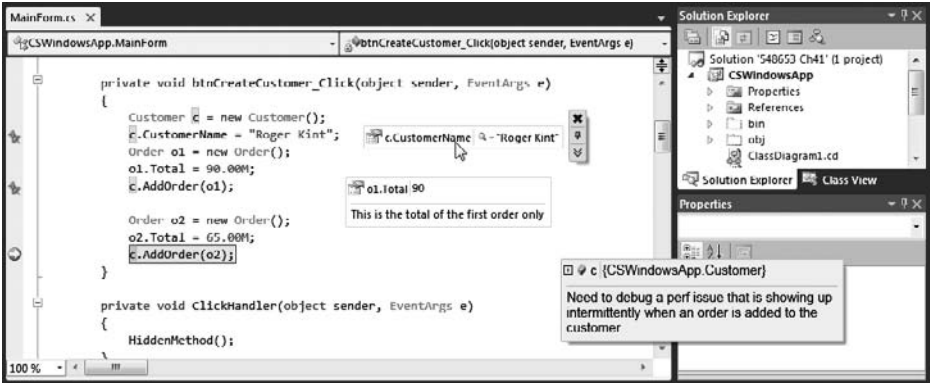 MainForm.cs X
CSWindowsApp.MainForm
btnCreateCustomer_Click(object sender, EventArgs e)
private void btnCreateCustomer_Click(object sender, EventArgs e)
{
Customer c = new Customer();
c.CustomerName = "Roger Kint";
Order o1 = new Order();
o1.Total = 90.00M;
c.AddOrder(o1);
Order o2 = new Order();
o2.Total = 65.00M;
c.AddOrder(o2);
}
private void ClickHandler(object sender, EventArgs e)
{
HiddenMethod();
}
100 %
c.CustomerName "Roger Kint"
o1.Total 90
This is the total of the first order only
c {CSWindowsApp.Customer}
Need to debug a perf issue that is showing up
intermittently when an order is added to the
customer
Solution Explorer
Solution '548653 Ch41' (1 project)
CSWindowsApp
Properties
References
bin
obj
ClassDiagram1.cd
Solution Explorer Class View
Properties